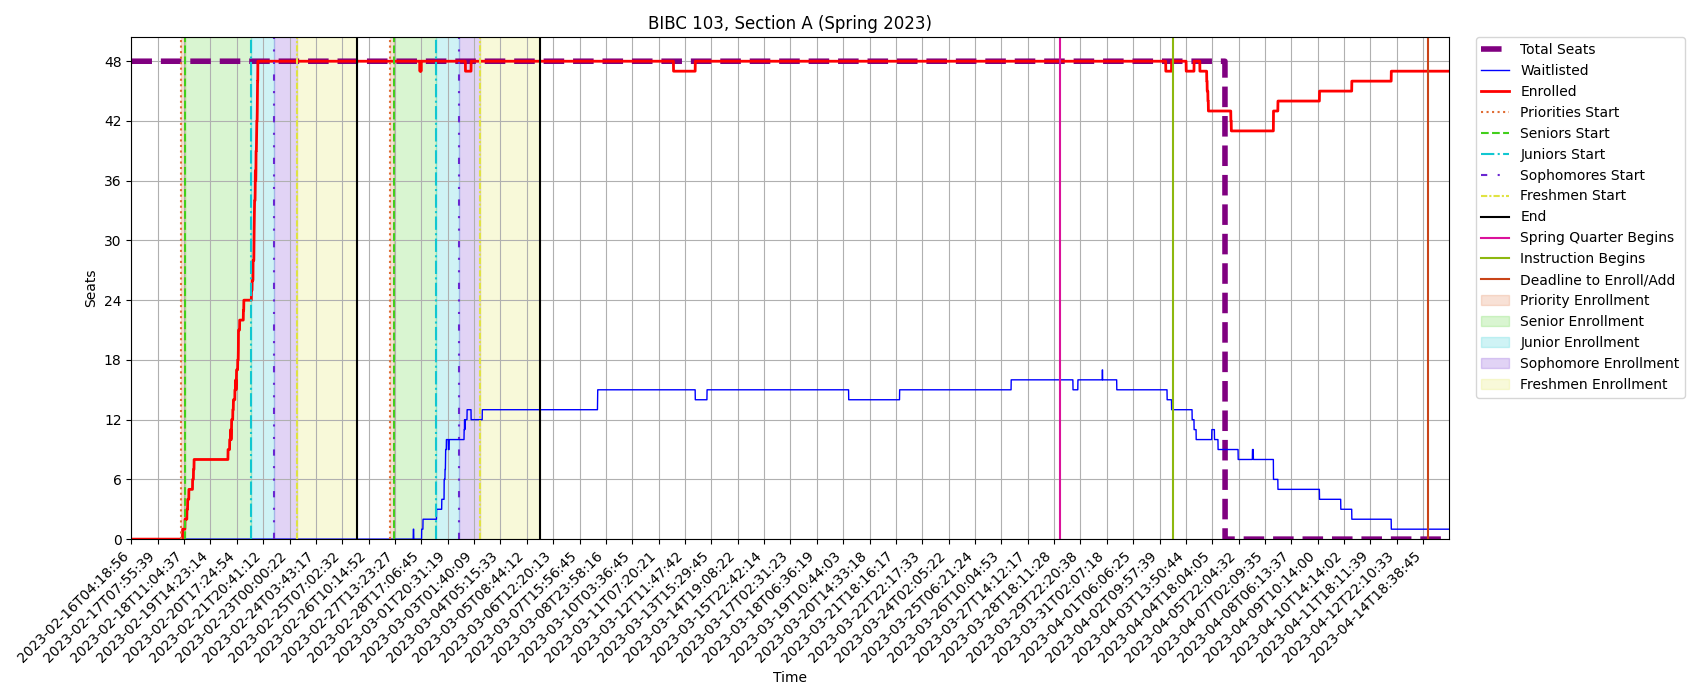 BIBC 103, Section A (Spring 2023)
Seats
48
42
36
30
24
18
12
6
0
2023-02-16T04:18:56
2023-02-17T07:55:39
2023-02-18T11:04:37
2023-02-19T14:23:14
2023-02-20T17:24:54
2023-02-21T20:41:12
2023-02-23T00:00:22
2023-02-24T03:43:17
2023-02-25T07:02:32
2023-02-26T10:14:52
2023-02-27T13:23:27
2023-02-28T17:06:45
2023-03-01T20:31:19
2023-03-03T01:40:09
2023-03-04T05:15:33
2023-03-05T08:44:12
2023-03-06T12:20:13
2023-03-07T15:56:45
2023-03-08T23:58:16
2023-03-10T03:36:45
2023-03-11T07:20:21
2023-03-12T11:47:42
2023-03-13T15:29:45
2023-03-14T19:08:22
2023-03-15T22:42:14
2023-03-17T02:31:23
2023-03-18T06:36:19
2023-03-19T10:44:03
2023-03-20T14:33:18
2023-03-21T18:16:17
2023-03-22T22:17:33
2023-03-24T02:05:22
2023-03-25T06:21:24
2023-03-26T10:04:53
2023-03-27T14:12:17
2023-03-28T18:11:28
2023-03-29T22:20:38
2023-03-31T02:07:18
2023-04-01T06:06:25
2023-04-02T09:57:39
2023-04-03T13:50:44
2023-04-04T18:04:05
2023-04-05T22:04:32
2023-04-07T02:09:35
2023-04-08T06:13:37
2023-04-09T10:14:00
2023-04-10T14:14:02
2023-04-11T18:11:39
2023-04-12T22:10:33
2023-04-14T18:38:45
Time
Total Seats
Waitlisted
Enrolled
Priorities Start
Seniors Start
Juniors Start
Sophomores Start
Freshmen Start
End
Spring Quarter Begins
Instruction Begins
Deadline to Enroll/Add
Priority Enrollment
Senior Enrollment
Junior Enrollment
Sophomore Enrollment
Freshmen Enrollment